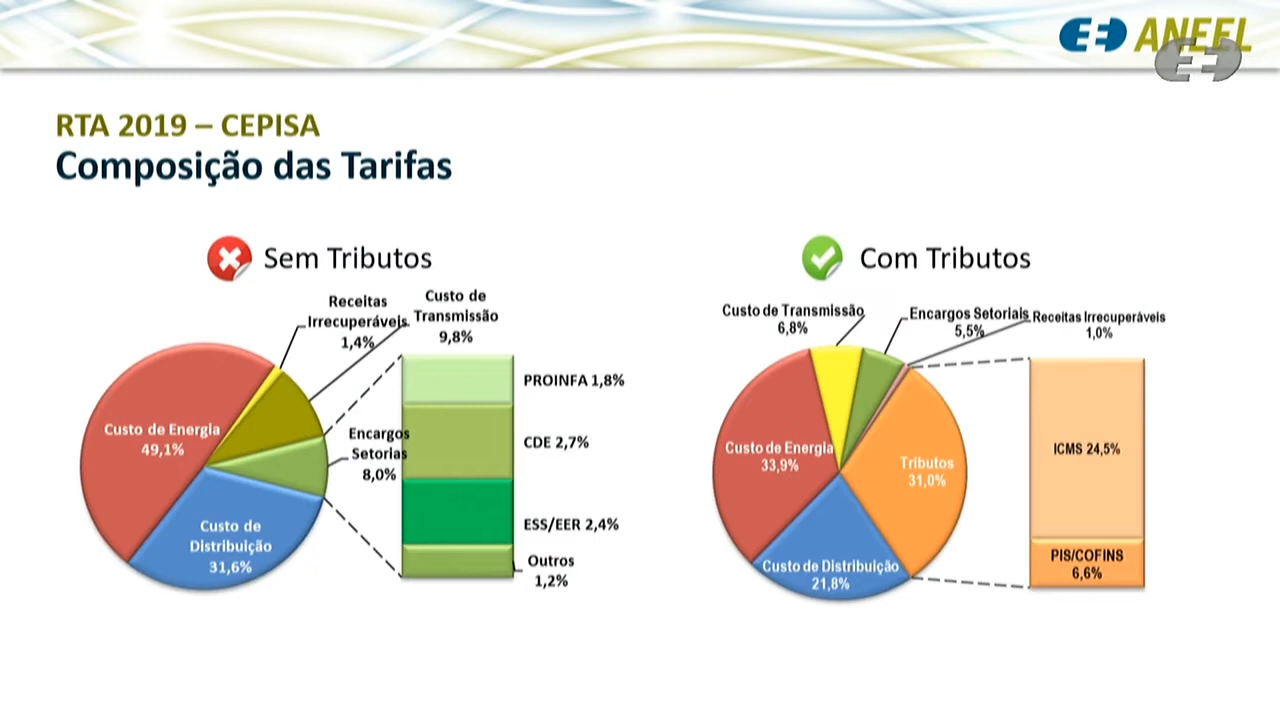 ANEEL
RTA 2019 – CEPISA
Composição das Tarifas
Sem Tributos
Receitas
Irrecuperáveis
1,4%
Custo de
Transmissão
9,8%
Custo de Energia
49,1%
Encargos
Setorias
8,0%
Custo de
Distribuição
31,6%
PROINFA 1,8%
CDE 2,7%
ESS/EER 2,4%
Outros
1,2%
Com Tributos
Custo de Transmissão
6,8%
Encargos Setoriais
5,5%
Receitas Irrecuperáveis
1,0%
Custo de Energia
33,9%
Tributos
31,0%
Custo de Distribuição
21,8%
ICMS 24,5%
PIS/COFINS
6,6%